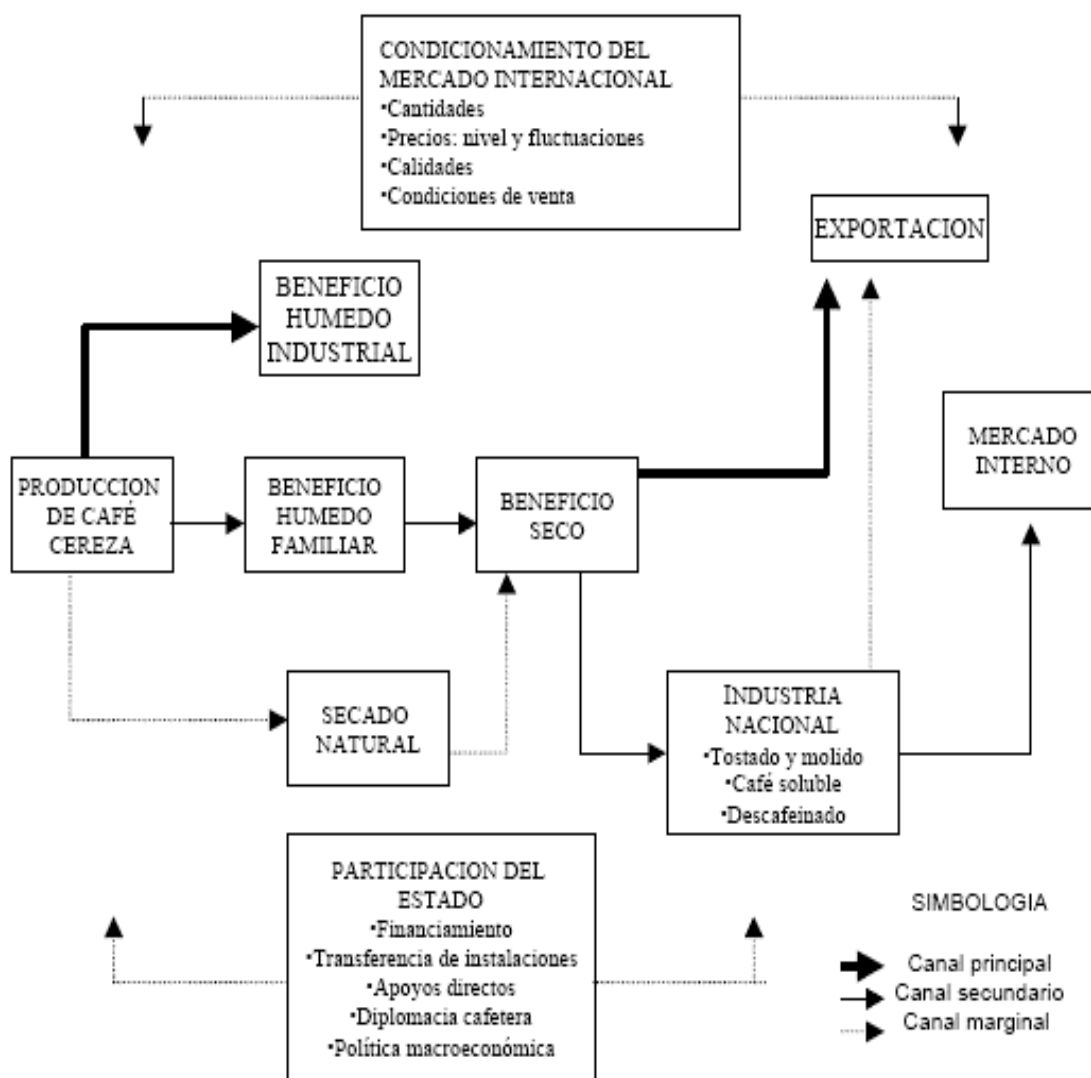 CONDICIONAMIENTO DEL
MERCADO INTERNACIONAL
•Cantidades
•Precios: nivel y fluctuaciones
•Calidades
•Condiciones de venta
EXPORTACION
BENEFICIO
HUMEDO
INDUSTRIAL
MERCADO
INTERNO
PRODUCCION
DE CAFÉ
CEREZA
BENEFICIO
HUMEDO
FAMILIAR
BENEFICIO
SECO
SECADO
NATURAL
INDUSTRIA
NACIONAL
•Tostado y molido
•Café soluble
•Descafeinado
PARTICIPACION DEL
ESTADO
•Financiamiento
•Transferencia de instalaciones
•Apoyos directos
•Diplomacia cafetera
•Política macroeconómica
SIMBOLOGIA
Canal principal
Canal secundario
Canal marginal